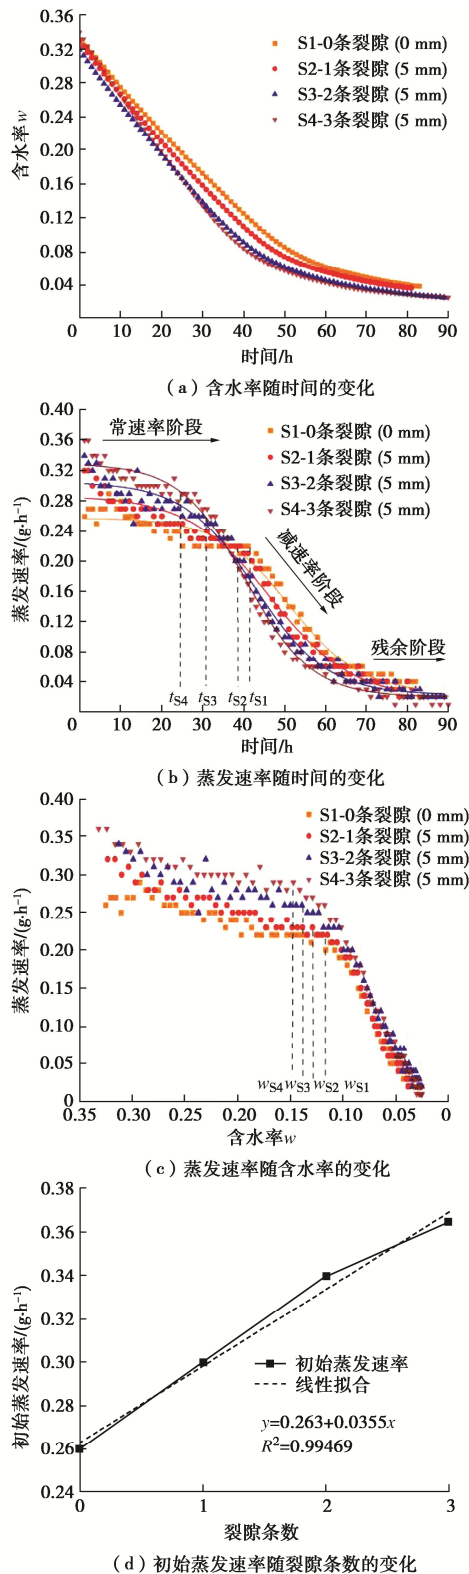 0.36
0.32
0.28
0.24
0.20
0.16
0.12
0.08
0.04
含水率w
S1-0条裂隙 (0 mm)
S2-1条裂隙 (5 mm)
S3-2条裂隙 (5 mm)
S4-3条裂隙 (5 mm)
0 10 20 30 40 50 60 70 80 90
时间/h
（a）含水率随时间的变化
0.40
0.36
0.32
0.28
0.24
0.20
0.16
0.12
0.08
0.04
蒸发速率/(g·h⁻¹)
常速率阶段
S1-0条裂隙 (0 mm)
S2-1条裂隙 (5 mm)
S3-2条裂隙 (5 mm)
S4-3条裂隙 (5 mm)
减速率阶段
残余阶段
tS4 tS3 tS2 tS1
0 10 20 30 40 50 60 70 80 90
时间/h
（b）蒸发速率随时间的变化
0.40
0.35
0.30
0.25
0.20
0.15
0.10
0.05
0
蒸发速率/(g·h⁻¹)
S1-0条裂隙 (0 mm)
S2-1条裂隙 (5 mm)
S3-2条裂隙 (5 mm)
S4-3条裂隙 (5 mm)
wS4 wS3 wS2 wS1
0.35 0.30 0.25 0.20 0.15 0.10 0.05 0
含水率w
（c）蒸发速率随含水率的变化
0.38
0.34
0.32
0.30
0.28
0.26
0.24
初始蒸发速率/(g·h⁻¹)
初始蒸发速率
线性拟合
y=0.263+0.0355x
R²=0.99469
0 1 2 3
裂隙条数
（d）初始蒸发速率随裂隙条数的变化